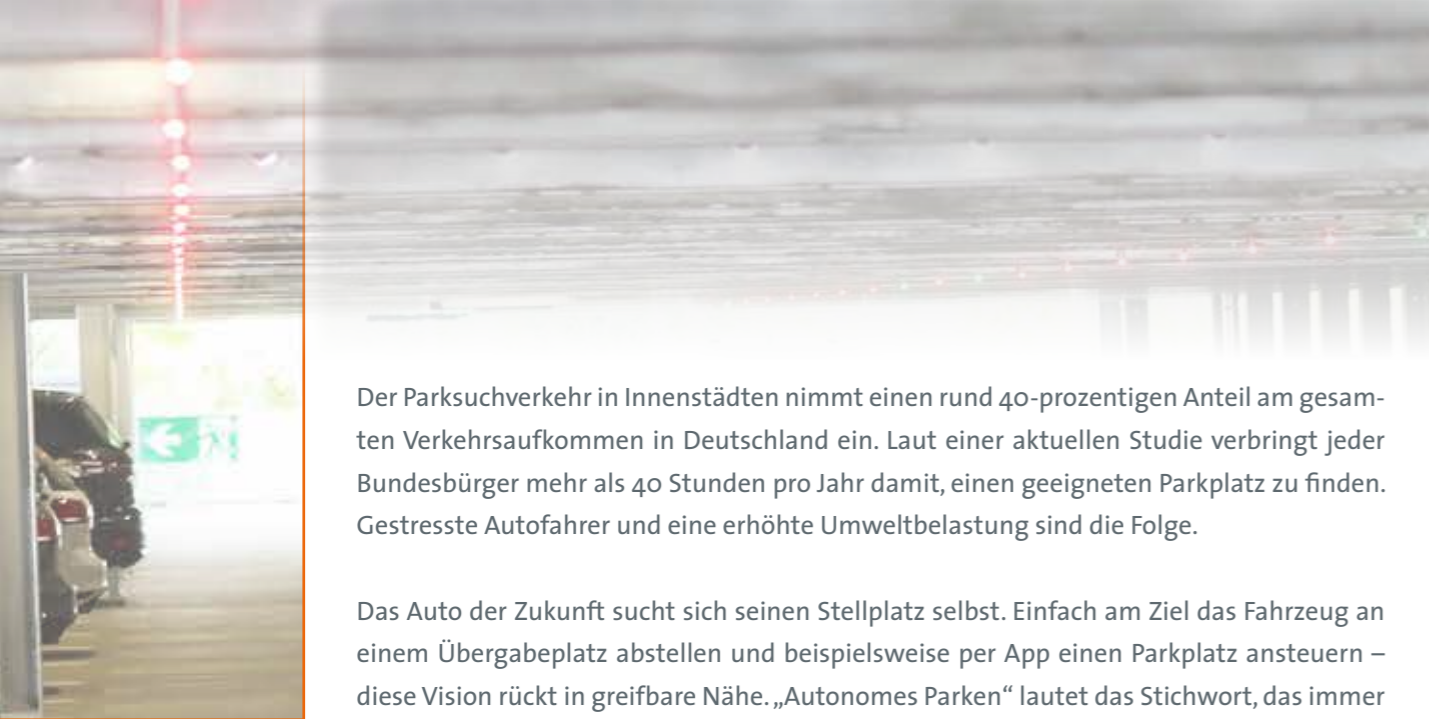 Der Parksuchverkehr in Innenstädten nimmt einen rund 40-prozentigen Anteil am gesam-
ten Verkehrsaufkommen in Deutschland ein. Laut einer aktuellen Studie verbringt jeder
Bundesbürger mehr als 40 Stunden pro Jahr damit, einen geeigneten Parkplatz zu finden.
Gestresste Autofahrer und eine erhöhte Umweltbelastung sind die Folge.
Das Auto der Zukunft sucht sich seinen Stellplatz selbst. Einfach am Ziel das Fahrzeug an
einem Übergabeplatz abstellen und beispielsweise per App einen Parkplatz ansteuern –
diese Vision rückt in greifbare Nähe. „Autonomes Parken“ lautet das Stichwort, das immer